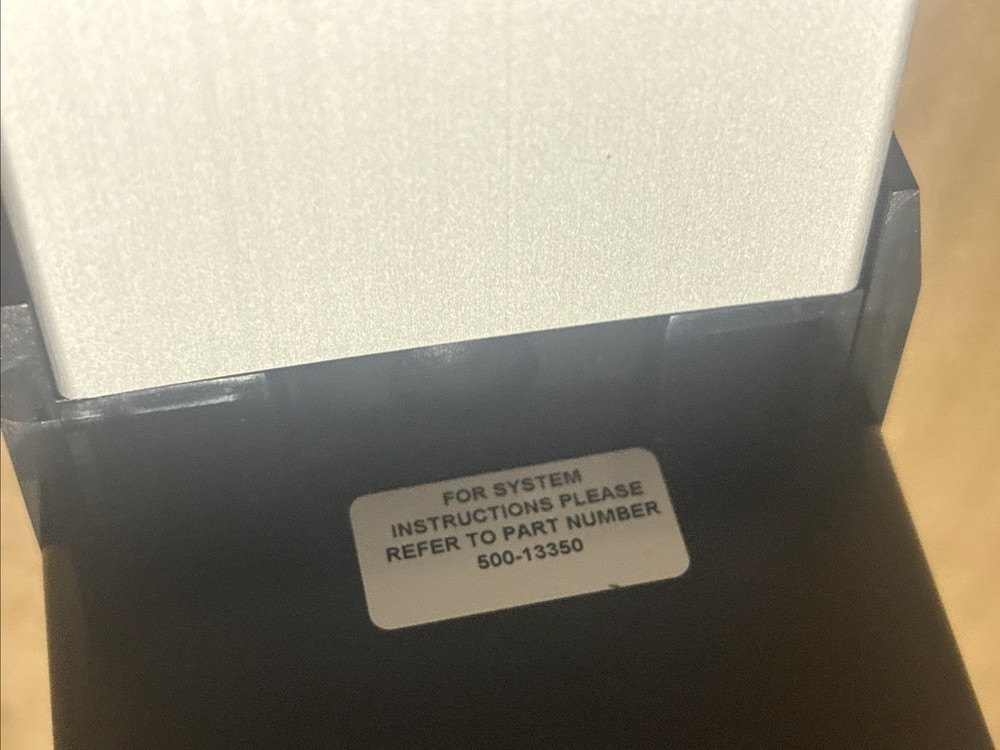 FOR SYSTEM
INSTRUCTIONS PLEASE
REFER TO PART NUMBER
500-13350